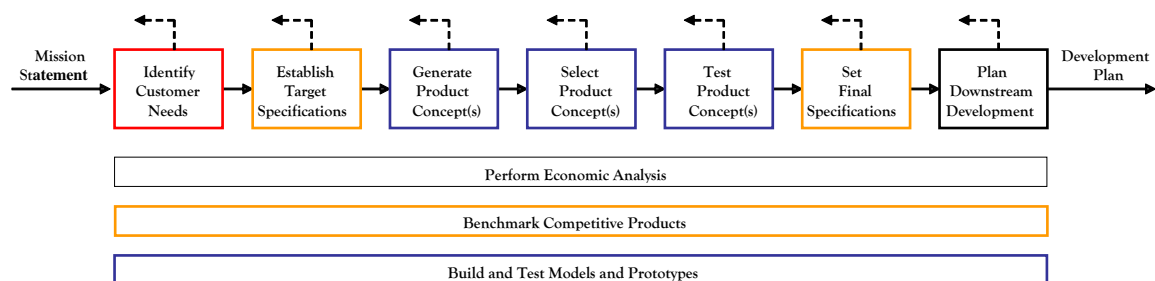 Mission
Statement
Identify
Customer
Needs
Establish
Target
Specifications
Generate
Product
Concept(s)
Select
Product
Concept(s)
Test
Product
Concept(s)
Set
Final
Specifications
Plan
Downstream
Development
Development
Plan
Perform Economic Analysis
Benchmark Competitive Products
Build and Test Models and Prototypes